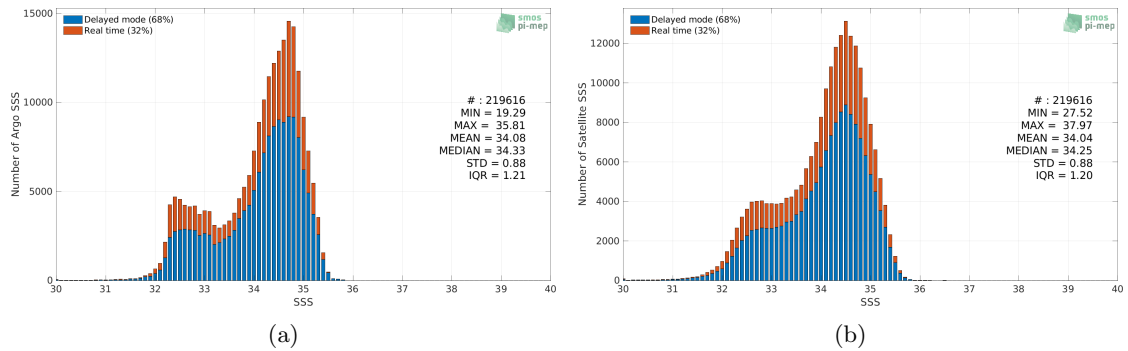 Delayed mode (68%)
Real time (32%)
smos
pi-mep
# : 219616
MIN = 19.29
MAX = 35.81
MEAN = 34.08
MEDIAN = 34.33
STD = 0.88
IQR = 1.21
Number of Argo SSS
15000
10000
5000
0
30 31 32 33 34 35 36 37 38 39 40
SSS
(a)
Delayed mode (68%)
Real time (32%)
smos
pi-mep
# : 219616
MIN = 27.52
MAX = 37.97
MEAN = 34.04
MEDIAN = 34.25
STD = 0.88
IQR = 1.20
Number of Satellite SSS
12000
10000
8000
6000
4000
2000
0
30 31 32 33 34 35 36 37 38 39 40
SSS
(b)